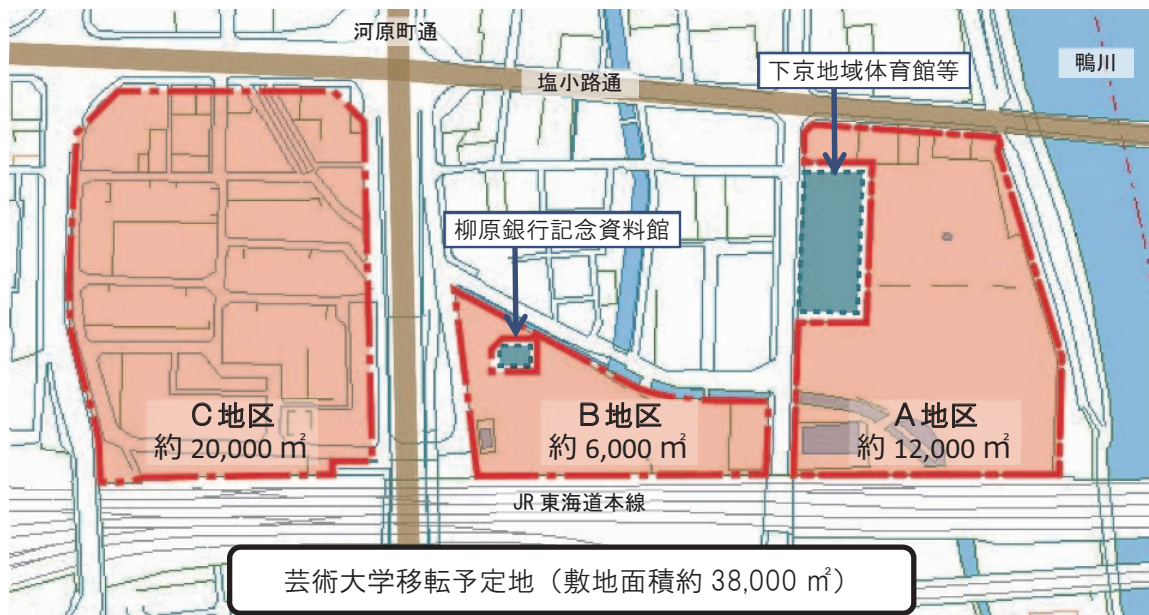 河原町通
塩小路通
下京地域体育館等
鴨川
柳原銀行記念資料館
C地区
約 20,000 ㎡
B地区
約 6,000 ㎡
A地区
約 12,000 ㎡
JR 東海道本線
芸術大学移転予定地（敷地面積約 38,000 ㎡）